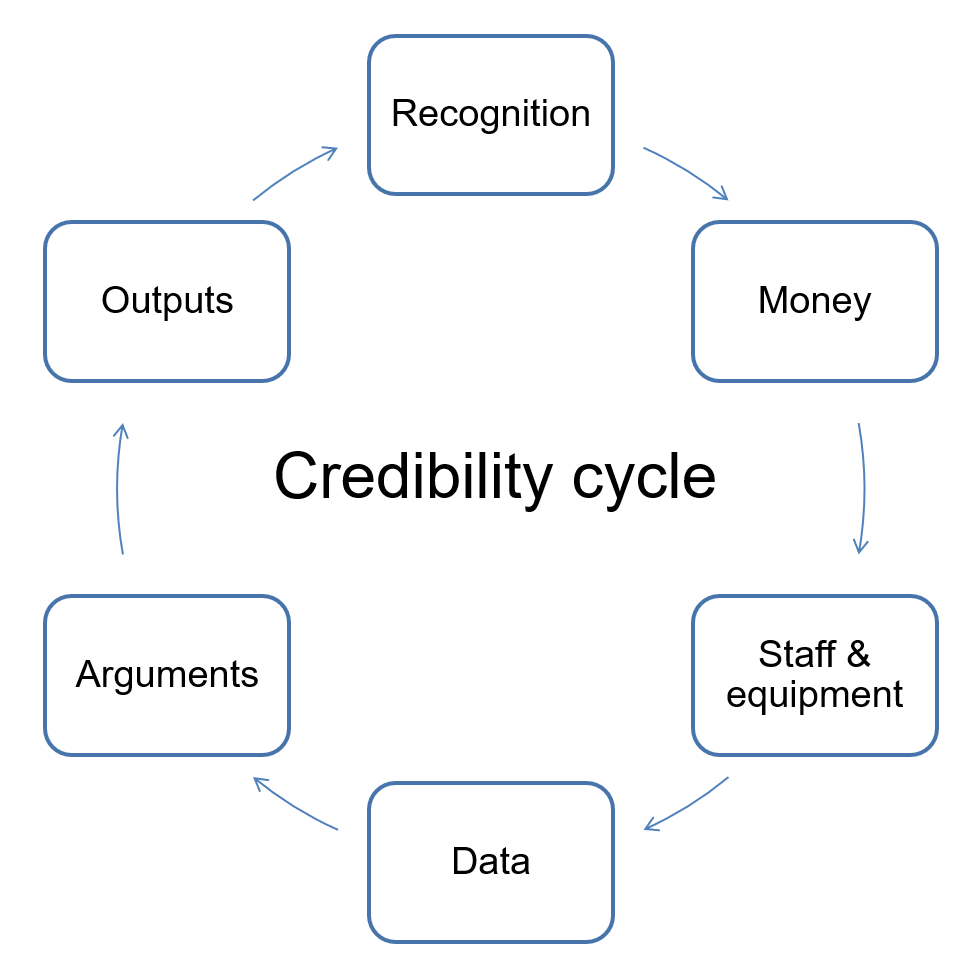 Recognition
Outputs
Money
Credibility cycle
Arguments
Staff &
equipment
Data